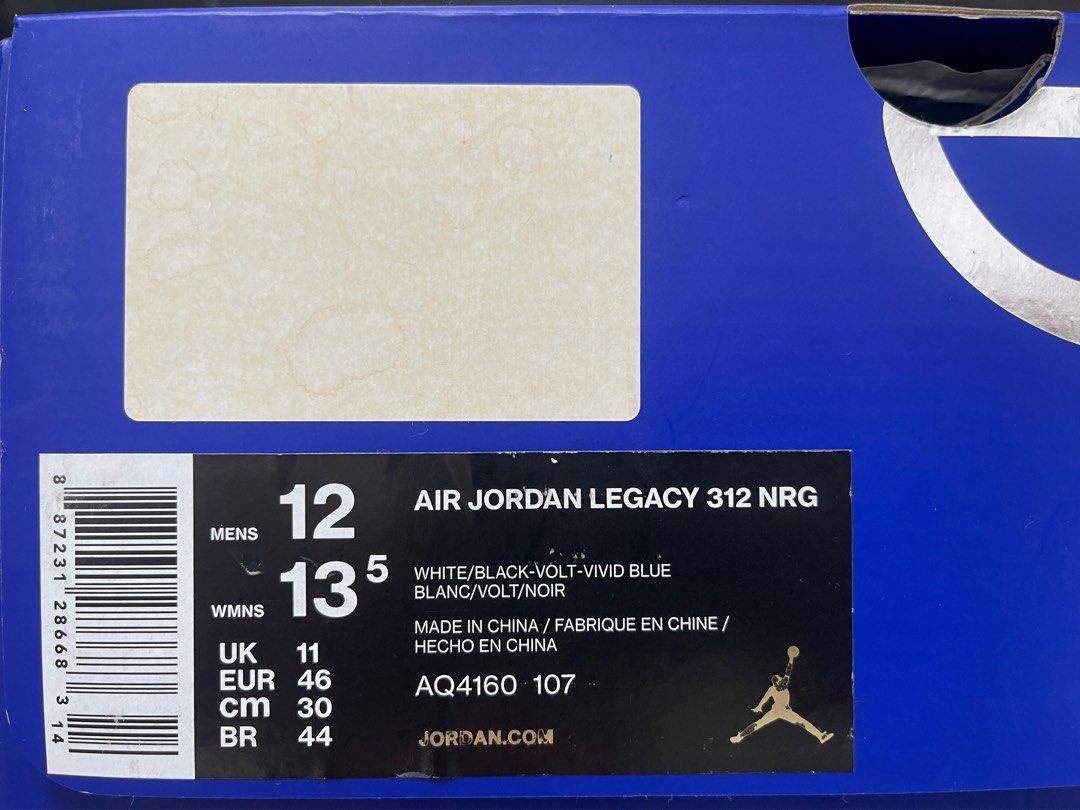 8 87231 28668 3 14
MENS 12
WMNS 13 5
UK 11
EUR 46
cm 30
BR 44
AIR JORDAN LEGACY 312 NRG
WHITE/BLACK-VOLT-VIVID BLUE
BLANC/VOLT/NOIR
MADE IN CHINA / FABRIQUE EN CHINE /
HECHO EN CHINA
AQ4160 107
JORDAN.COM